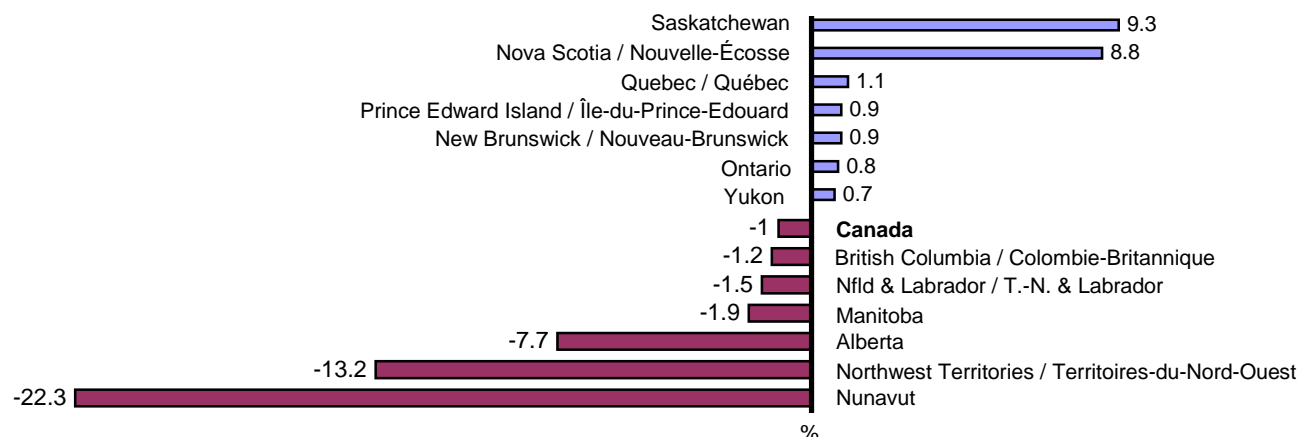 Saskatchewan 9.3
Nova Scotia / Nouvelle-Écosse 8.8
Quebec / Québec 1.1
Prince Edward Island / Île-du-Prince-Edouard 0.9
New Brunswick / Nouveau-Brunswick 0.9
Ontario 0.8
Yukon 0.7
-1 Canada
-1.2 British Columbia / Colombie-Britannique
-1.5 Nfld & Labrador / T.-N. & Labrador
-1.9 Manitoba
-7.7 Alberta
-13.2 Northwest Territories / Territoires-du-Nord-Ouest
-22.3 Nunavut
%